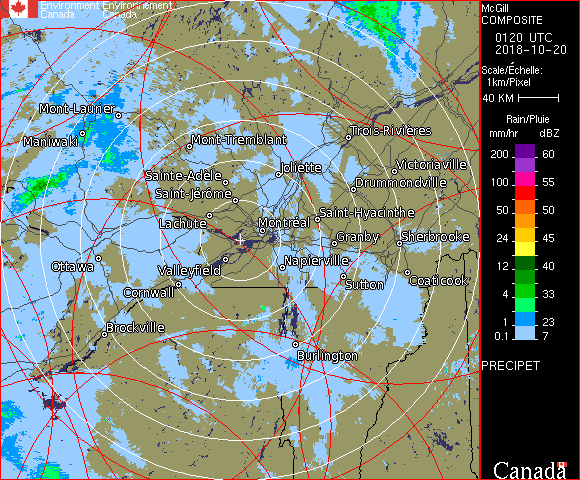 Environment Environnement
Canada Canada
McGill
COMPOSITE
0120 UTC
2018-10-20
Scale/Échelle:
1km/Pixel
40 KM
Rain/Pluie
mm/hr dBZ
200 60
100 55
50 50
24 45
12 40
4 33
1 23
0.1 7
PRECIPET
Canada
Mont-Laurier
Maniwaki
Mont-Tremblant
Trois-Rivières
Joliette
Victoriaville
Sainte-Adèle
Drummondville
Saint-Jérôme
Saint-Hyacinthe
Lachute
Montréal
Granby
Sherbrooke
Ottawa
Valleyfield
Napierville
Coaticook
Cornwall
Sutton
Brockville
Burlington